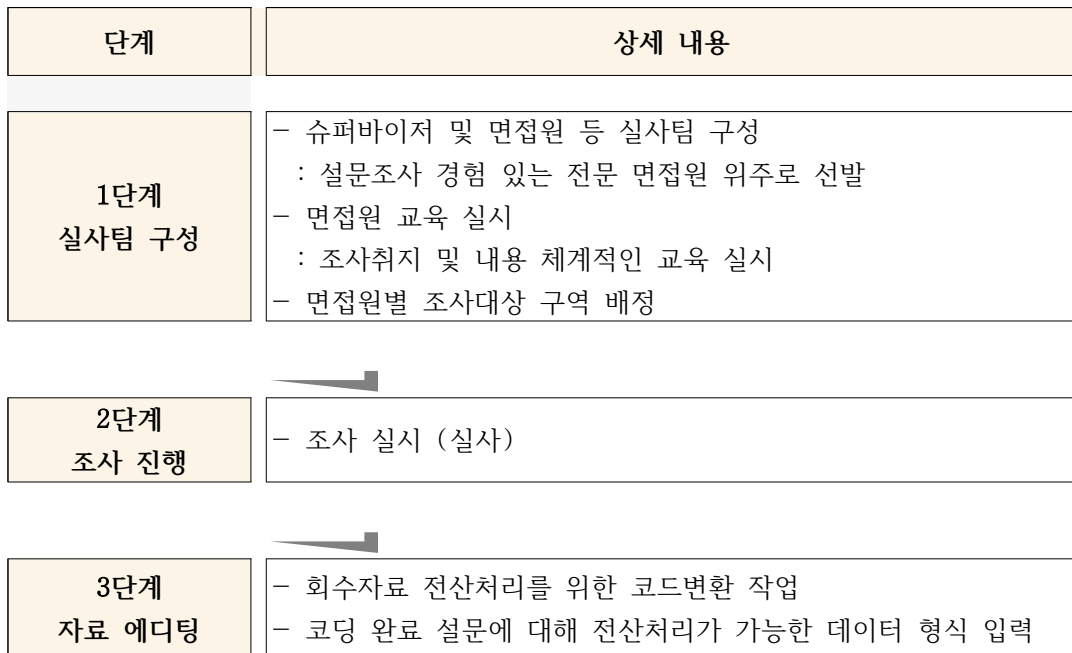 단계
상세 내용
1단계
실사팀 구성
- 슈퍼바이저 및 면접원 등 실사팀 구성
: 설문조사 경험 있는 전문 면접원 위주로 선발
- 면접원 교육 실시
: 조사취지 및 내용 체계적인 교육 실시
- 면접원별 조사대상 구역 배정
2단계
조사 진행
- 조사 실시 (실사)
3단계
자료 에디팅
- 회수자료 전산처리를 위한 코드변환 작업
- 코딩 완료 설문에 대해 전산처리가 가능한 데이터 형식 입력